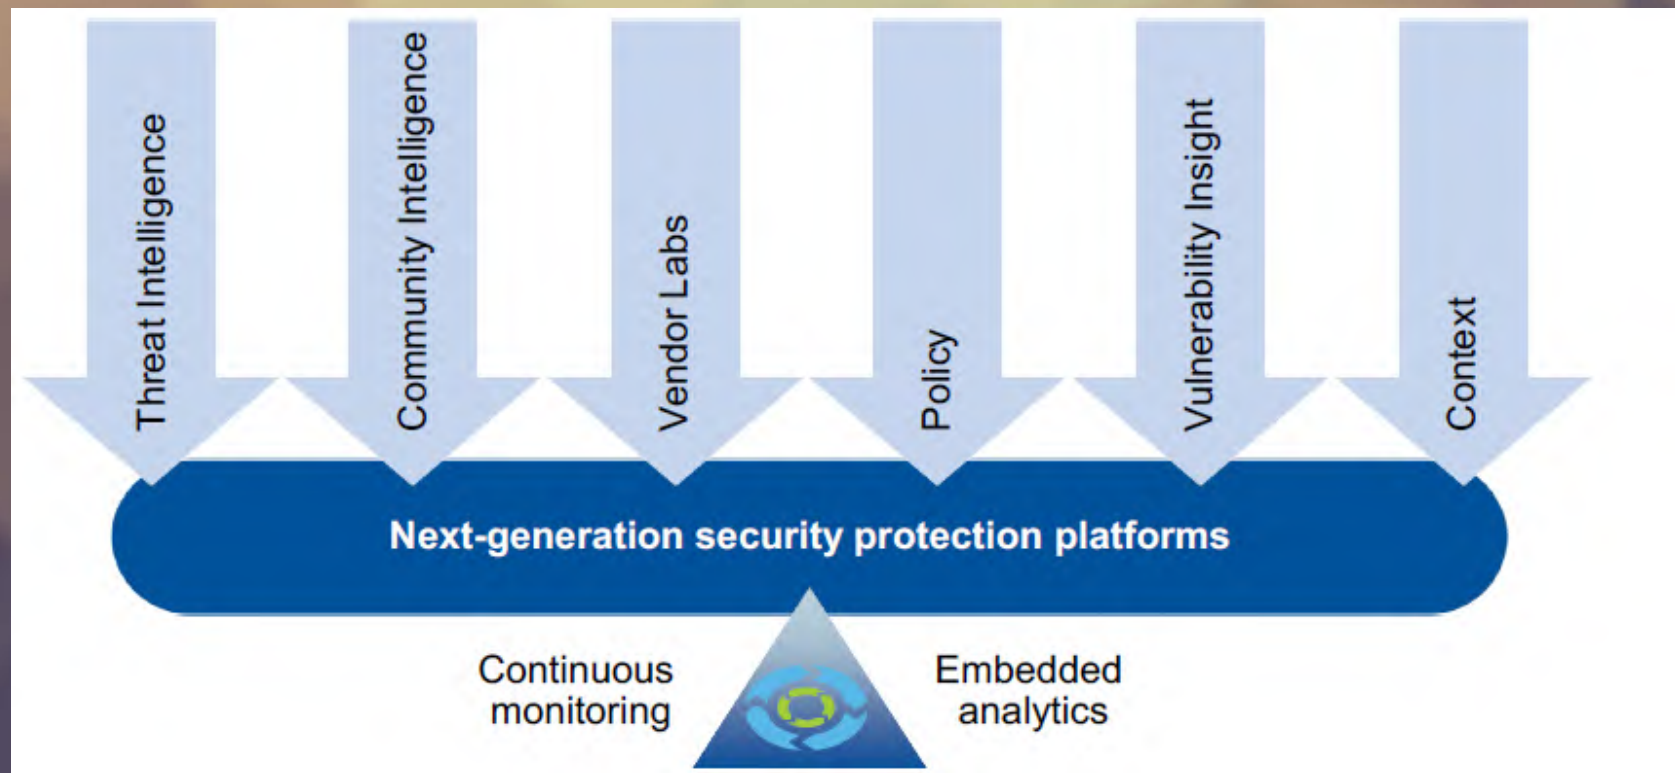 Threat Intelligence
Community Intelligence
Vendor Labs
Policy
Vulnerability Insight
Context
Next-generation security protection platforms
Continuous
monitoring
Embedded
analytics